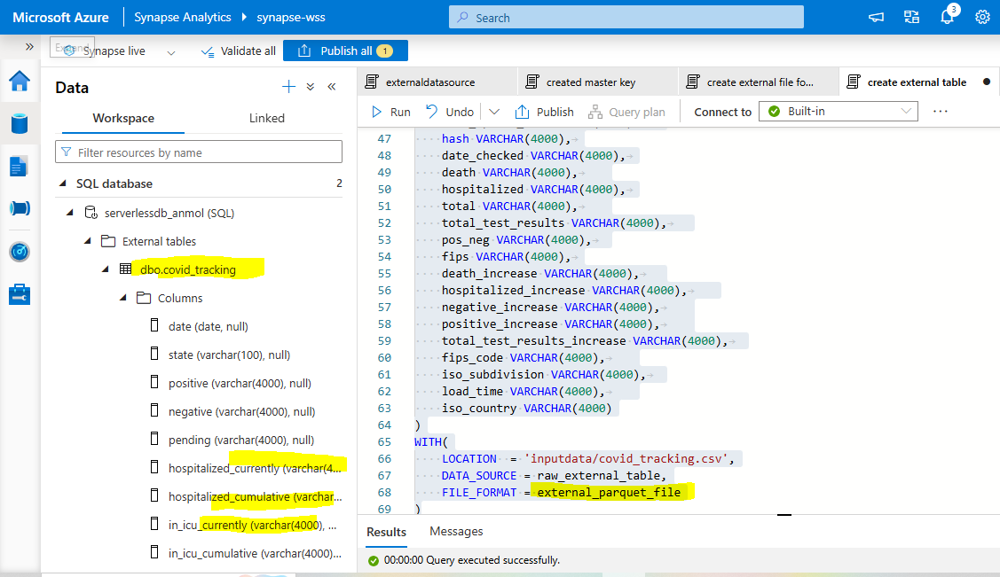 Microsoft Azure
Synapse Analytics
synapse-wss
Search
3
Expand
Synapse live
Validate all
Publish all
1
Data
Workspace
Linked
Filter resources by name
SQL database
2
serverlessdb_anmol (SQL)
External tables
dbo.covid_tracking
Columns
date (date, null)
state (varchar(100), null)
positive (varchar(4000), null)
negative (varchar(4000), null)
pending (varchar(4000), null)
hospitalized_currently (varchar(4...
hospitalized_cumulative (varchar...
in_icu_currently (varchar(4000), ...
in_icu_cumulative (varchar(4000)...
externaldatasource
created master key
create external file fo...
create external table
Run
Undo
Publish
Query plan
Connect to
Built-in
47 hash VARCHAR(4000),
48 date_checked VARCHAR(4000),
49 death VARCHAR(4000),
50 hospitalized VARCHAR(4000),
51 total VARCHAR(4000),
52 total_test_results VARCHAR(4000),
53 pos_neg VARCHAR(4000),
54 fips VARCHAR(4000),
55 death_increase VARCHAR(4000),
56 hospitalized_increase VARCHAR(4000),
57 negative_increase VARCHAR(4000),
58 positive_increase VARCHAR(4000),
59 total_test_results_increase VARCHAR(4000),
60 fips_code VARCHAR(4000),
61 iso_subdivision VARCHAR(4000),
62 load_time VARCHAR(4000),
63 iso_country VARCHAR(4000)
64 )
65 WITH(
66 LOCATION = 'inputdata/covid_tracking.csv',
67 DATA_SOURCE = raw_external_table,
68 FILE_FORMAT = external_parquet_file
69 )
Results
Messages
00:00:00 Query executed successfully.